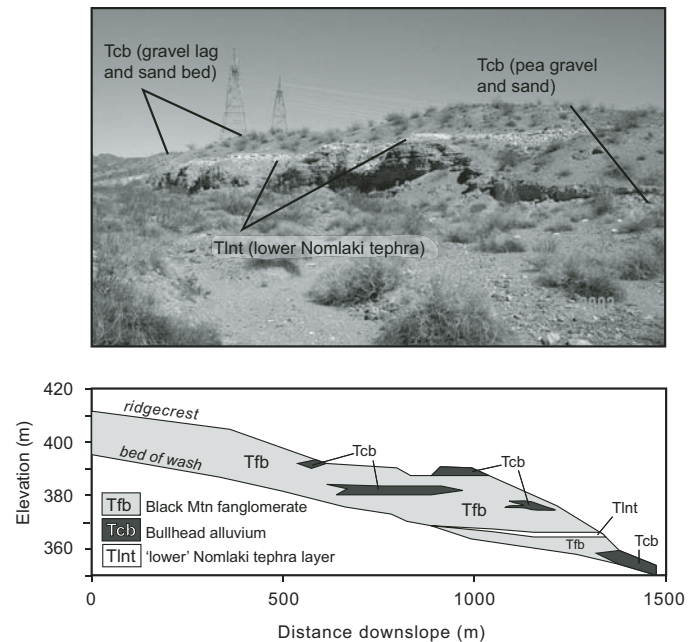 Tcb (gravel lag
and sand bed)
Tcb (pea gravel
and sand)
Tlnt (lower Nomlaki tephra)
2003
420
400
380
360
Elevation (m)
ridgecrest
bed of wash
Tfb
Tcb
Tcb
Tfb
Tlnt
Tfb
Tcb
Tfb Black Mtn fanglomerate
Tcb Bullhead alluvium
Tlnt 'lower' Nomlaki tephra layer
0
500
1000
1500
Distance downslope (m)